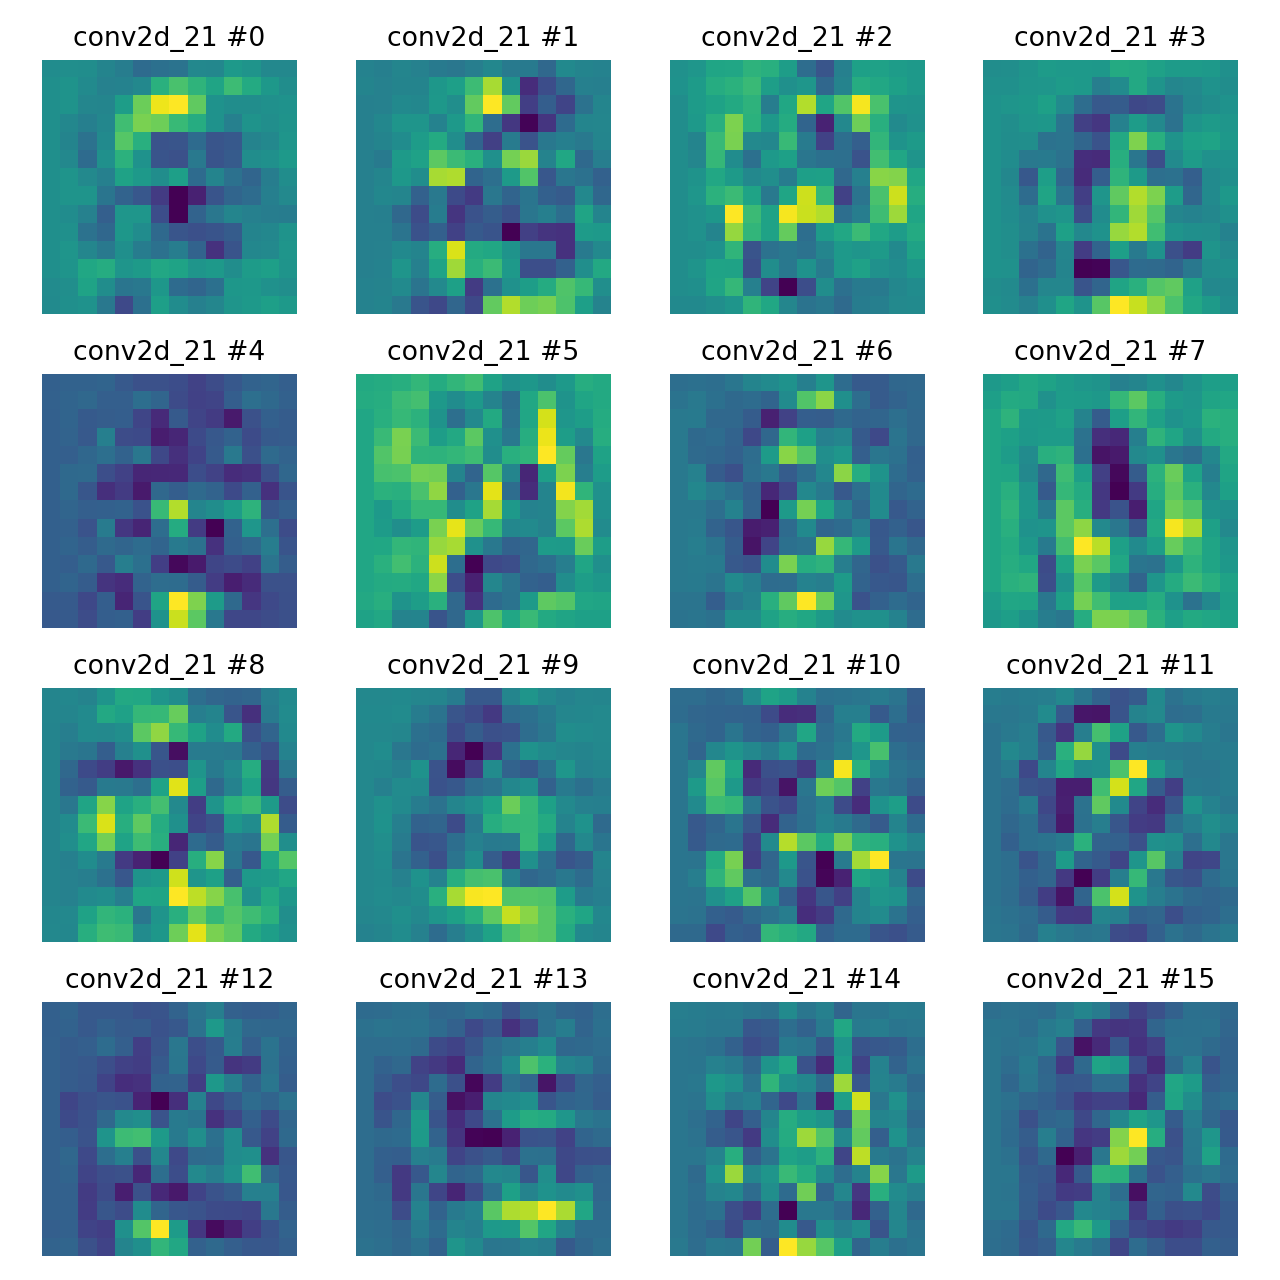 conv2d_21 #0 conv2d_21 #1 conv2d_21 #2 conv2d_21 #3
conv2d_21 #4 conv2d_21 #5 conv2d_21 #6 conv2d_21 #7
conv2d_21 #8 conv2d_21 #9 conv2d_21 #10 conv2d_21 #11
conv2d_21 #12 conv2d_21 #13 conv2d_21 #14 conv2d_21 #15